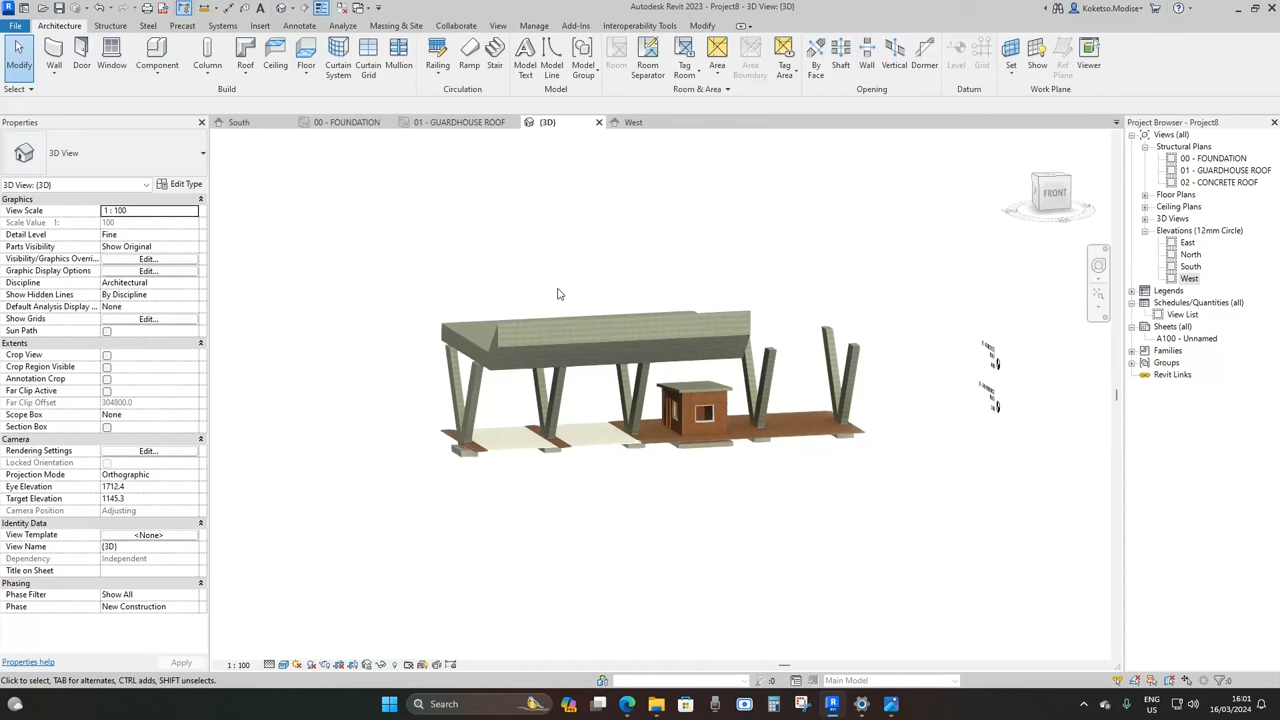 Autodesk Revit 2023 - Project8 - 3D View: {3D}
Koketso.Modise
File Architecture Structure Steel Precast Systems Insert Annotate Analyze Massing & Site Collaborate View Manage Add-Ins Interoperability Tools Modify
Modify Wall Door Window Component Column Roof Ceiling Floor Curtain System Curtain Grid Mullion Railing Ramp Stair Model Text Model Line Model Group Room Room Separator Tag Room Area Area Boundary Tag Area By Face Shaft Wall Vertical Dormer Level Grid Set Show Ref Plane Viewer
Select Build Circulation Model Room & Area Opening Datum Work Plane
Properties
South 00 - FOUNDATION 01 - GUARDHOUSE ROOF {3D} West
Project Browser - Project8
3D View
3D View: {3D} Edit Type
Graphics
View Scale 1 : 100
Scale Value 1: 100
Detail Level Fine
Parts Visibility Show Original
Visibility/Graphics Overri... Edit...
Graphic Display Options Edit...
Discipline Architectural
Show Hidden Lines By Discipline
Default Analysis Display ... None
Show Grids Edit...
Sun Path
Extents
Crop View
Crop Region Visible
Annotation Crop
Far Clip Active
Far Clip Offset 304800.0
Scope Box None
Section Box
Camera
Rendering Settings Edit...
Locked Orientation
Projection Mode Orthographic
Eye Elevation 1712.4
Target Elevation 1145.3
Camera Position Adjusting
Identity Data
View Template <None>
View Name {3D}
Dependency Independent
Title on Sheet
Phasing
Phase Filter Show All
Phase New Construction
Properties help Apply
FRONT
Views (all)
Structural Plans
00 - FOUNDATION
01 - GUARDHOUSE ROOF
02 - CONCRETE ROOF
Floor Plans
Ceiling Plans
3D Views
Elevations (12mm Circle)
East
North
South
West
Legends
Schedules/Quantities (all)
View List
Sheets (all)
A100 - Unnamed
Families
Groups
Revit Links
1 : 100
Click to select, TAB for alternates, CTRL adds, SHIFT unselects.
:0 Main Model :0
Search
ENG
US
16:01
16/03/2024